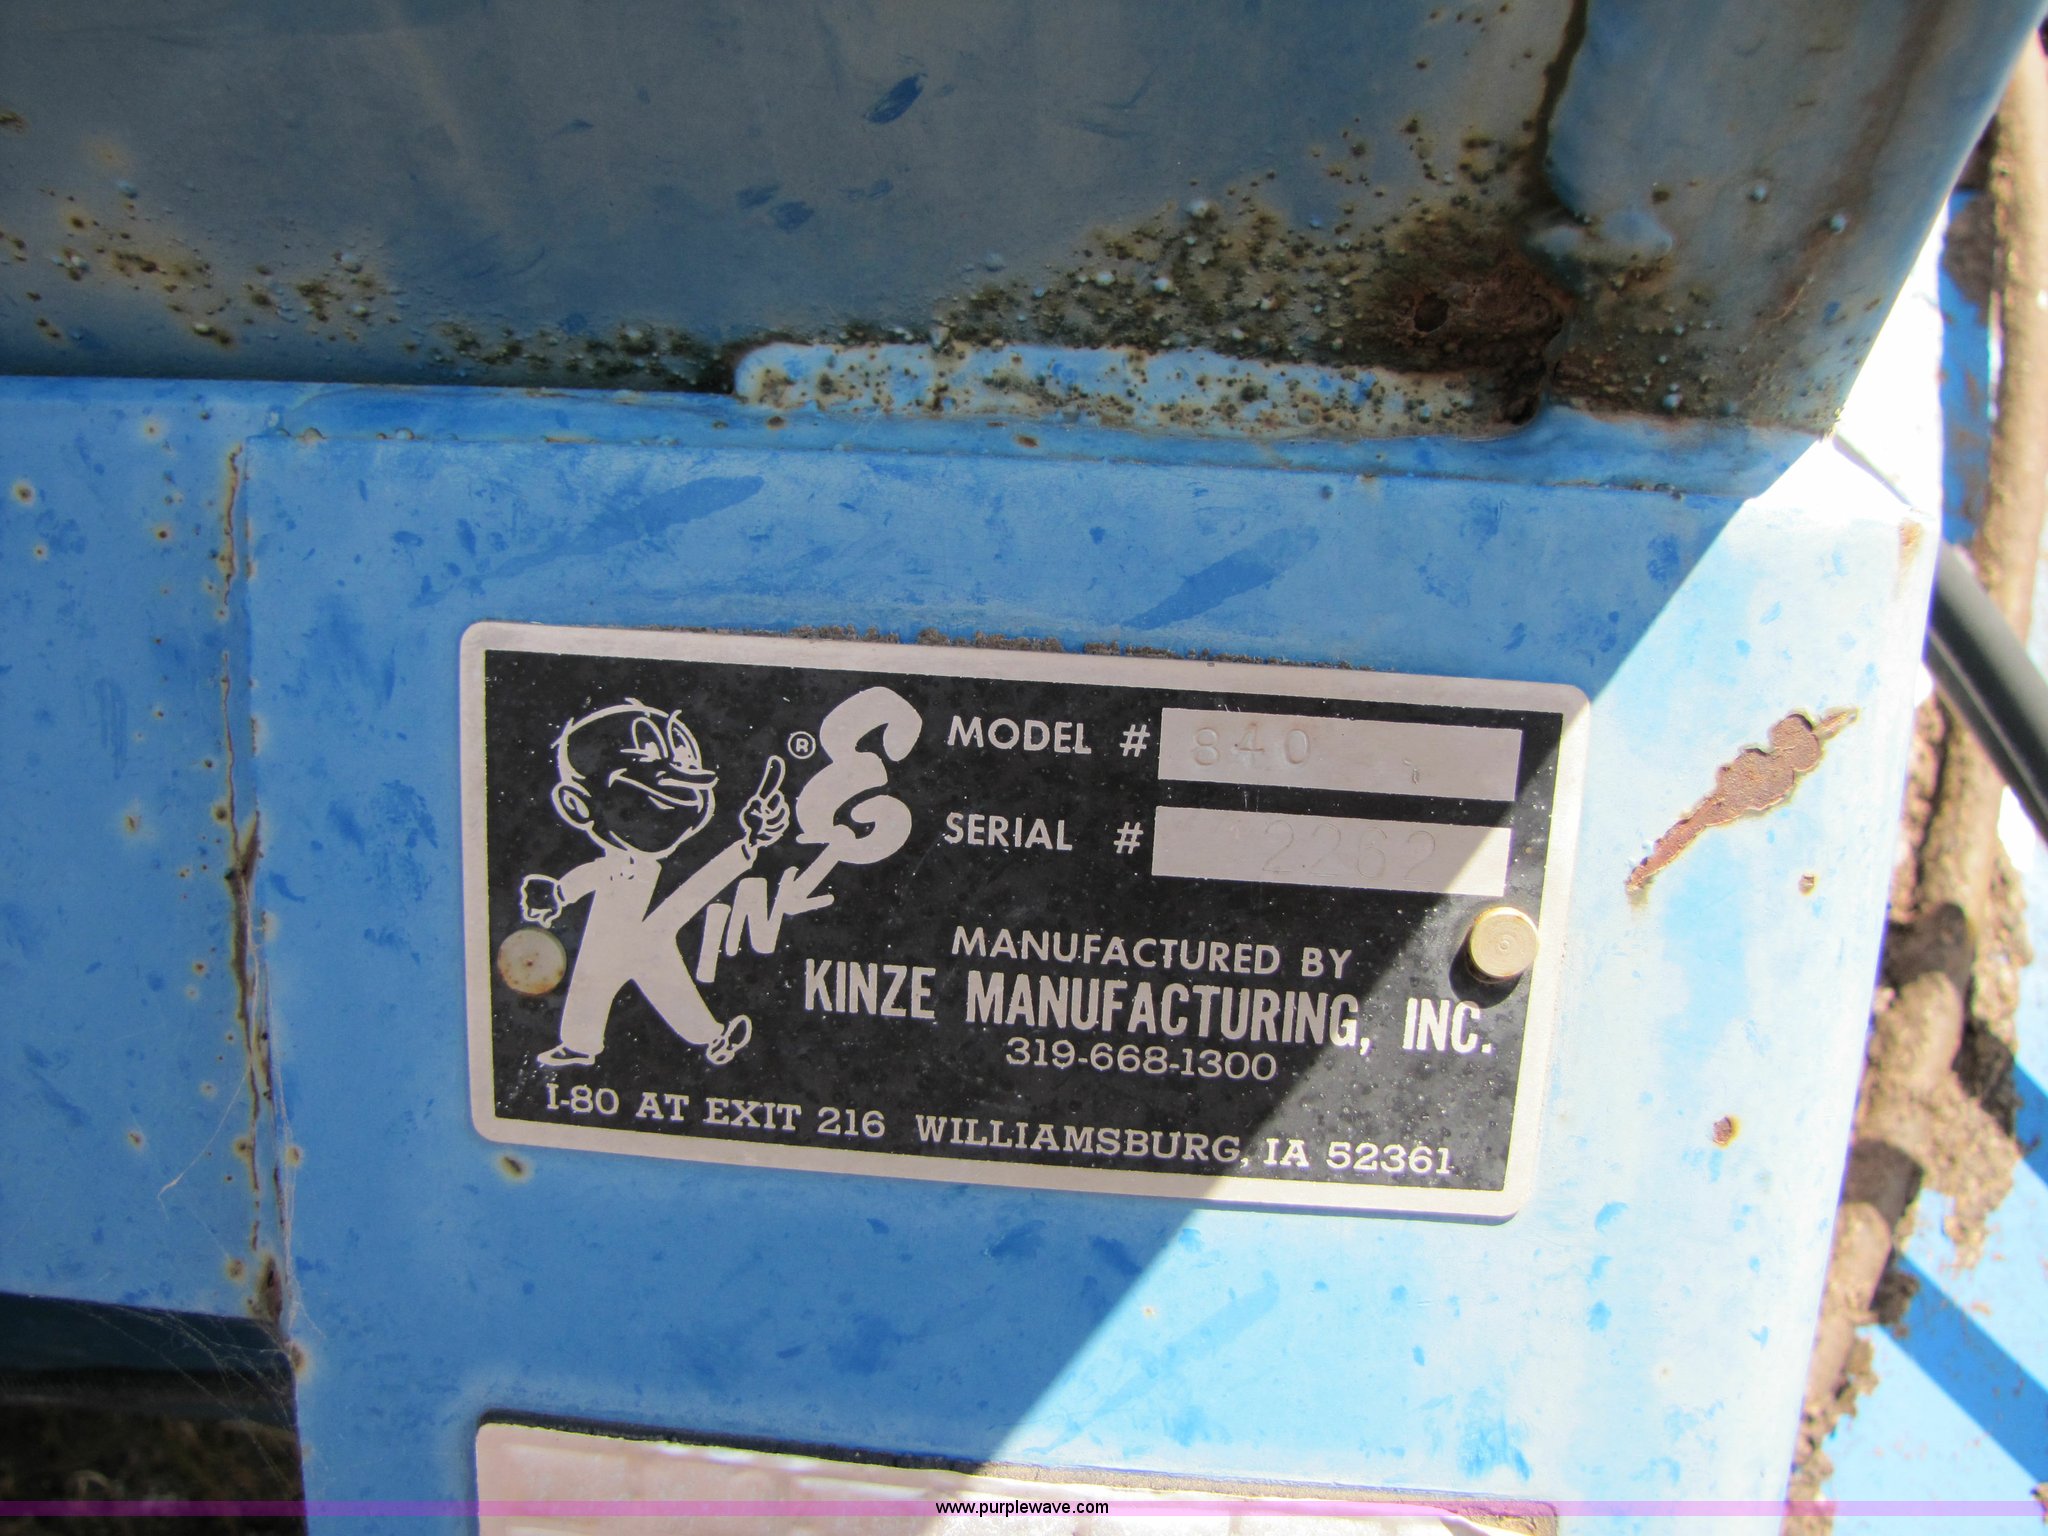 KINZE ®
MODEL # 840
SERIAL # 2262
MANUFACTURED BY
KINZE MANUFACTURING, INC.
319-668-1300
I-80 AT EXIT 216 WILLIAMSBURG, IA 52361
www.purplewave.com